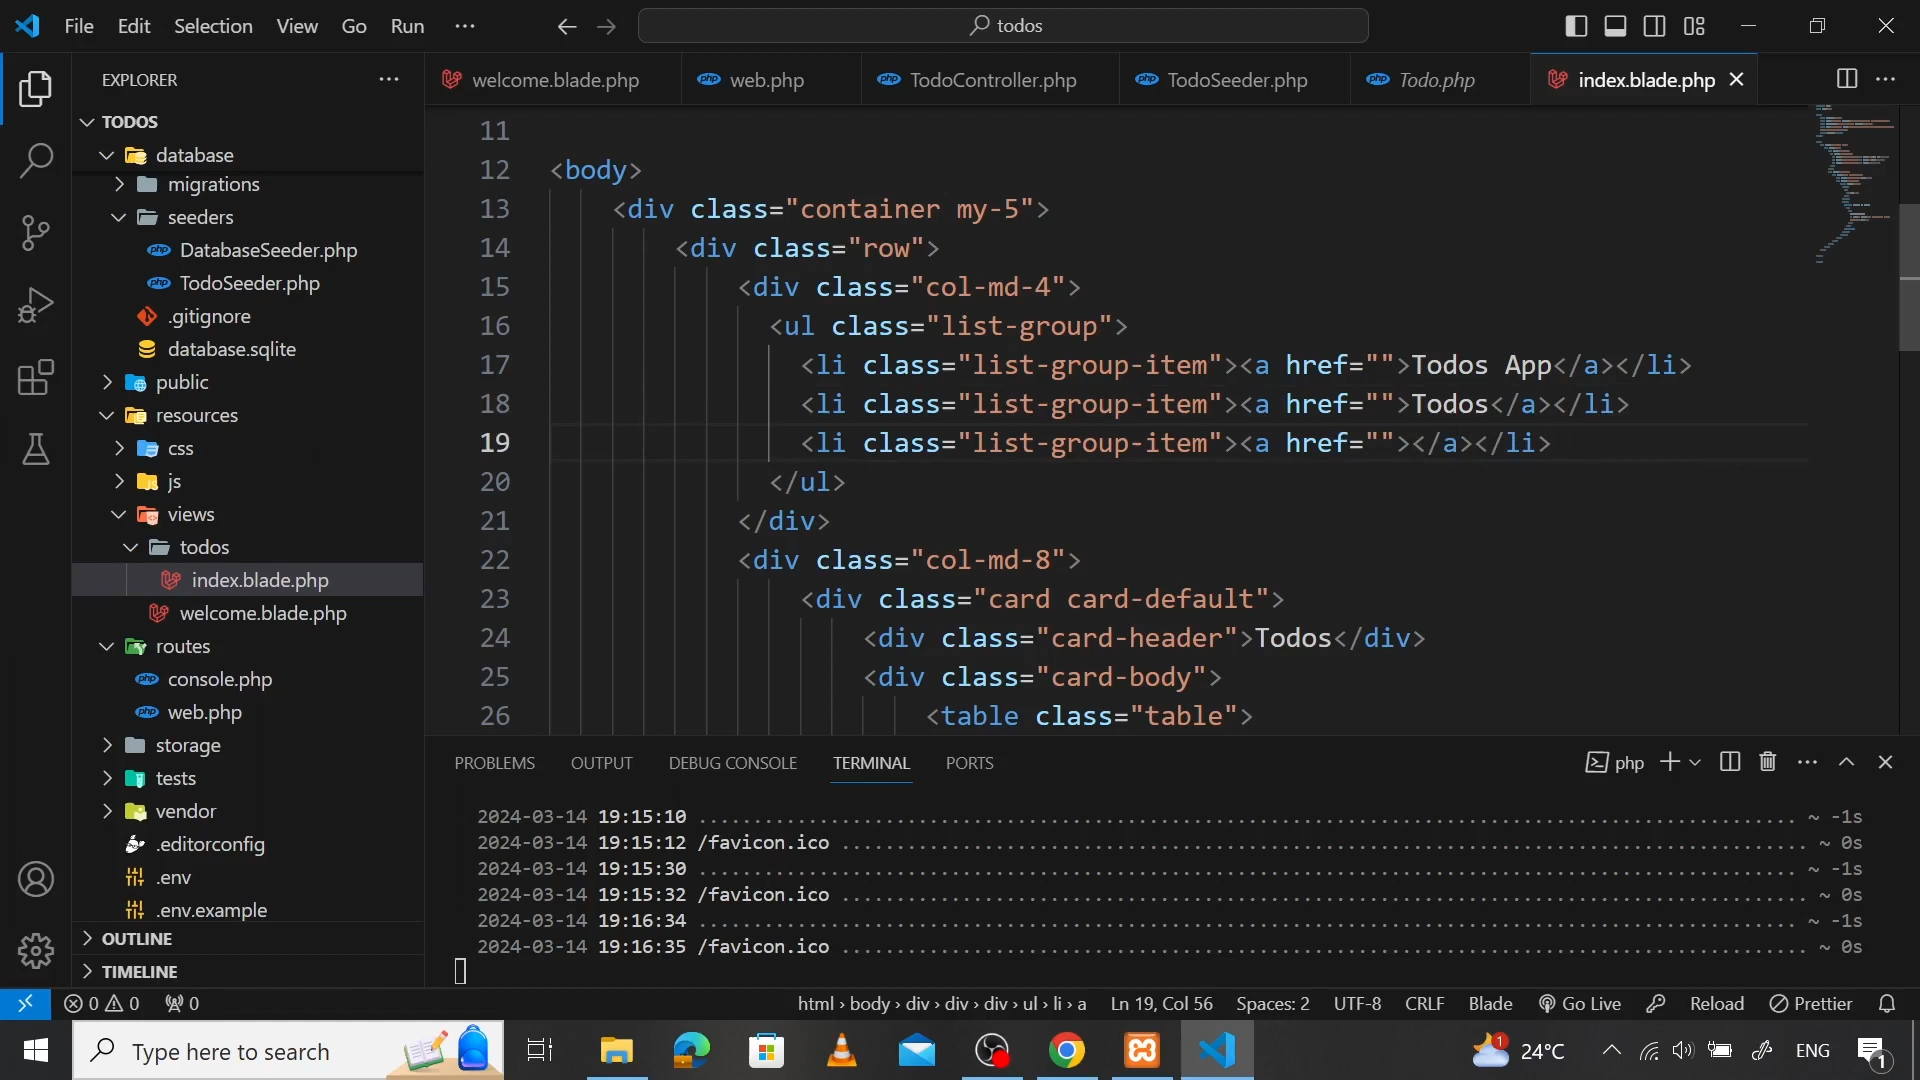 File Edit Selection View Go Run ··· todos
EXPLORER
TODOS
database
migrations
seeders
DatabaseSeeder.php
TodoSeeder.php
.gitignore
database.sqlite
public
resources
css
js
views
todos
index.blade.php
welcome.blade.php
routes
console.php
web.php
storage
tests
vendor
.editorconfig
.env
.env.example
OUTLINE
TIMELINE
welcome.blade.php web.php TodoController.php TodoSeeder.php Todo.php index.blade.php
11
12 <body>
13 <div class="container my-5">
14 <div class="row">
15 <div class="col-md-4">
16 <ul class="list-group">
17 <li class="list-group-item"><a href="">Todos App</a></li>
18 <li class="list-group-item"><a href="">Todos</a></li>
19 <li class="list-group-item"><a href=""></a></li>
20 </ul>
21 </div>
22 <div class="col-md-8">
23 <div class="card card-default">
24 <div class="card-header">Todos</div>
25 <div class="card-body">
26 <table class="table">
PROBLEMS OUTPUT DEBUG CONSOLE TERMINAL PORTS php
2024-03-14 19:15:10 ........ ~ -1s
2024-03-14 19:15:12 /favicon.ico ........ ~ 0s
2024-03-14 19:15:30 ........ ~ -1s
2024-03-14 19:15:32 /favicon.ico ........ ~ 0s
2024-03-14 19:16:34 ........ ~ -1s
2024-03-14 19:16:35 /favicon.ico ........ ~ 0s
0 0 0 html › body › div › div › div › ul › li › a Ln 19, Col 56 Spaces: 2 UTF-8 CRLF Blade Go Live Reload Prettier
Type here to search 1 24°C ENG 1